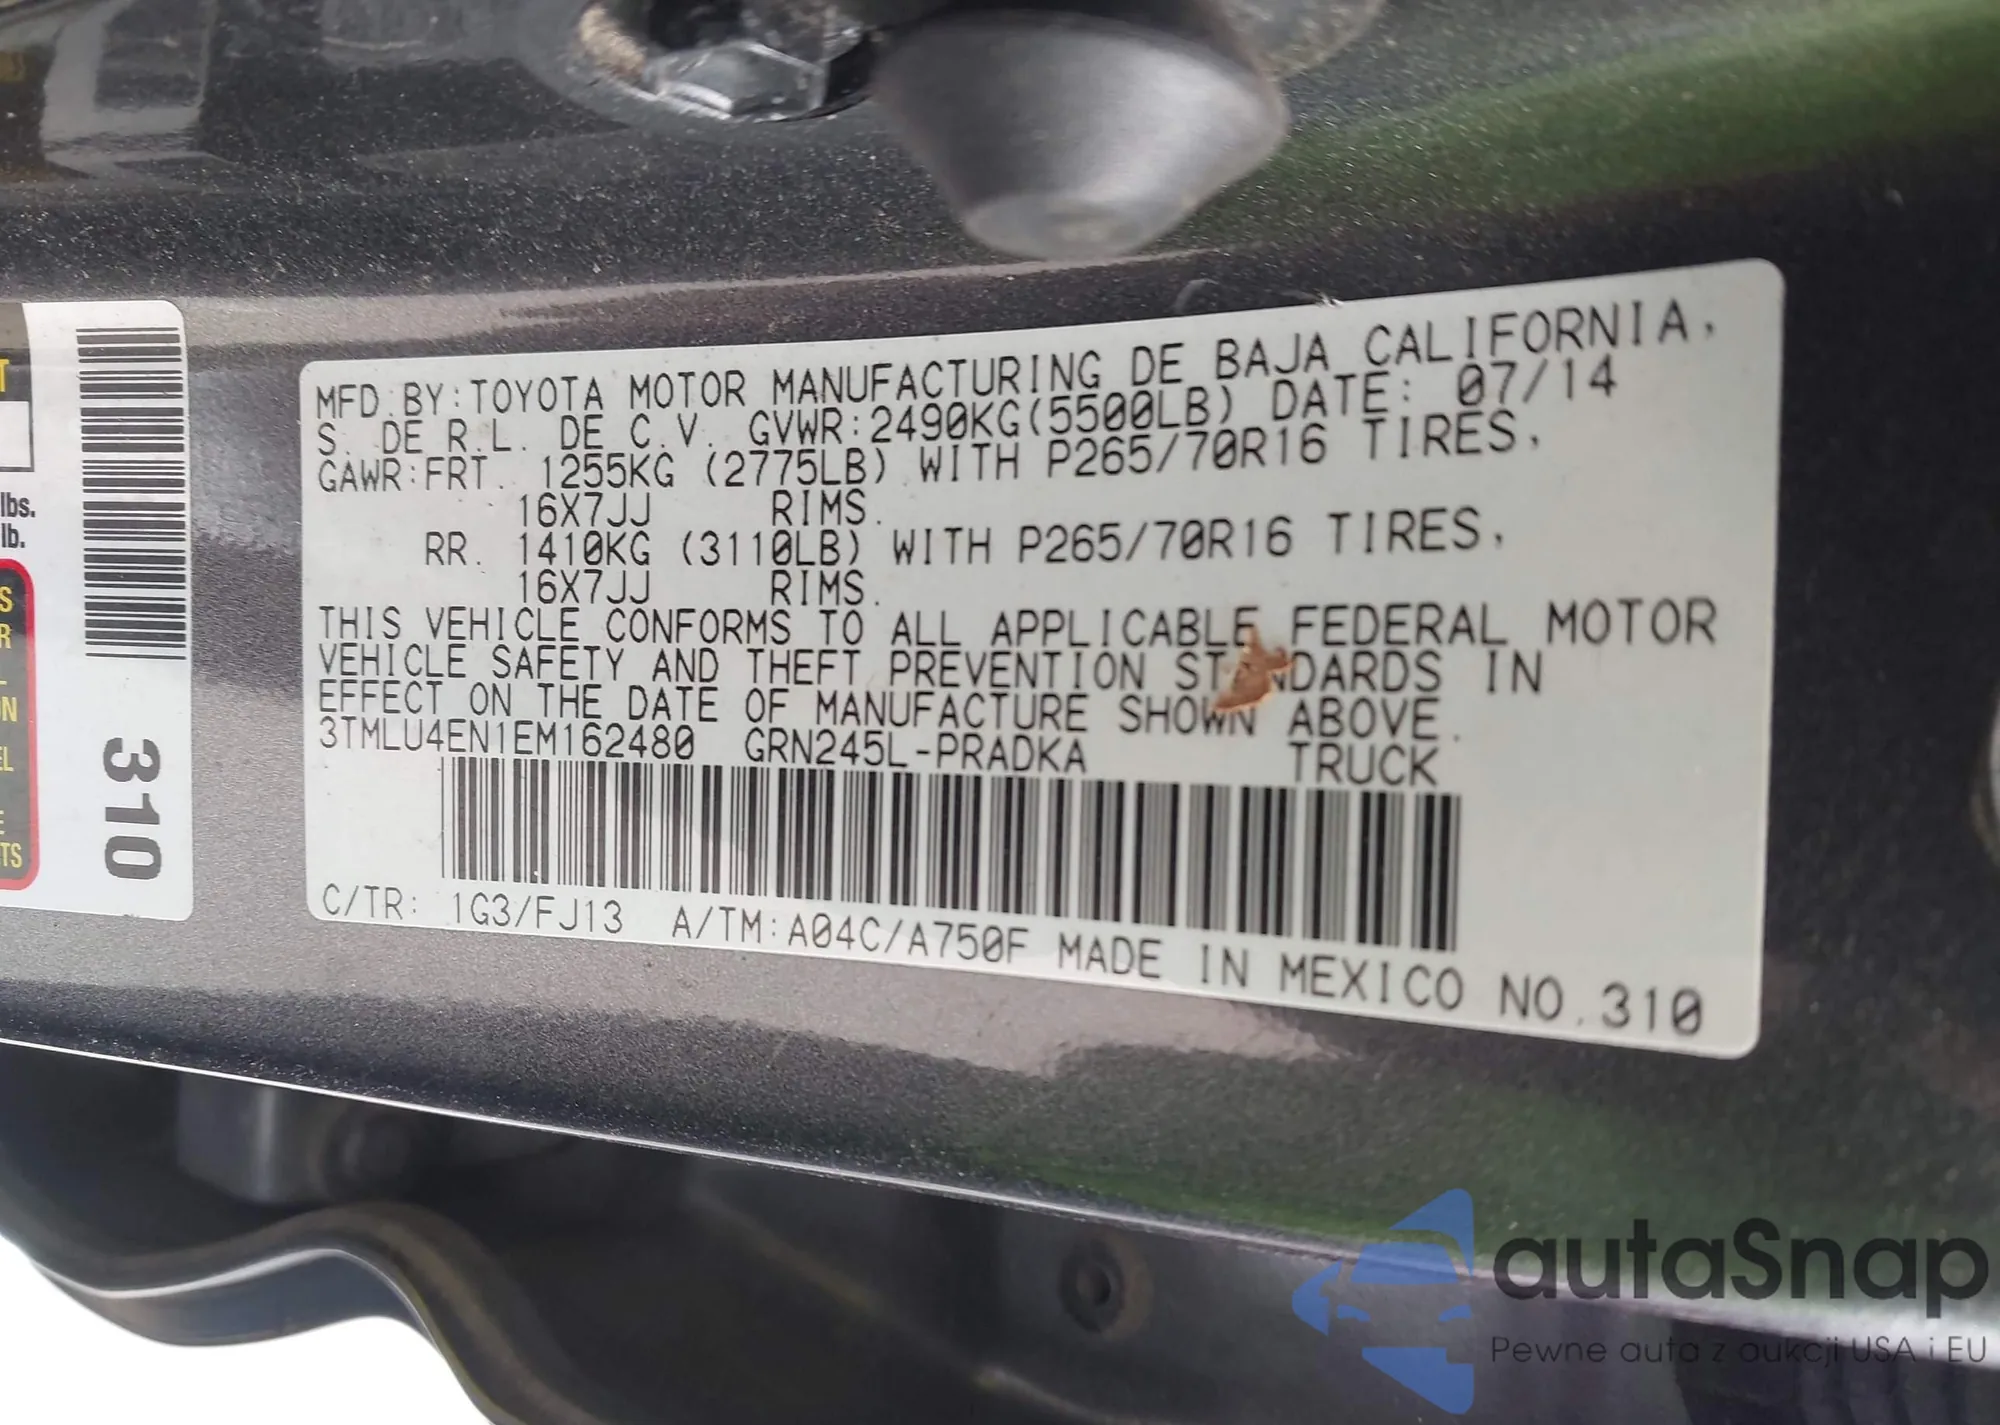 MFD.BY:TOYOTA MOTOR MANUFACTURING DE BAJA CALIFORNIA,
S. DE R.L. DE C.V. GVWR:2490KG(5500LB) DATE: 07/14
GAWR:FRT. 1255KG (2775LB) WITH P265/70R16 TIRES,
16X7JJ RIMS.
RR. 1410KG (3110LB) WITH P265/70R16 TIRES,
16X7JJ RIMS.
THIS VEHICLE CONFORMS TO ALL APPLICABLE FEDERAL MOTOR
VEHICLE SAFETY AND THEFT PREVENTION STANDARDS IN
EFFECT ON THE DATE OF MANUFACTURE SHOWN ABOVE.
3TMLU4EN1EM162480 GRN245L-PRADKA TRUCK
C/TR: 1G3/FJ13 A/TM:A04C/A750F MADE IN MEXICO NO.310
lbs.
lb.
310
autaSnap
Pewne auta z aukcji USA i EU